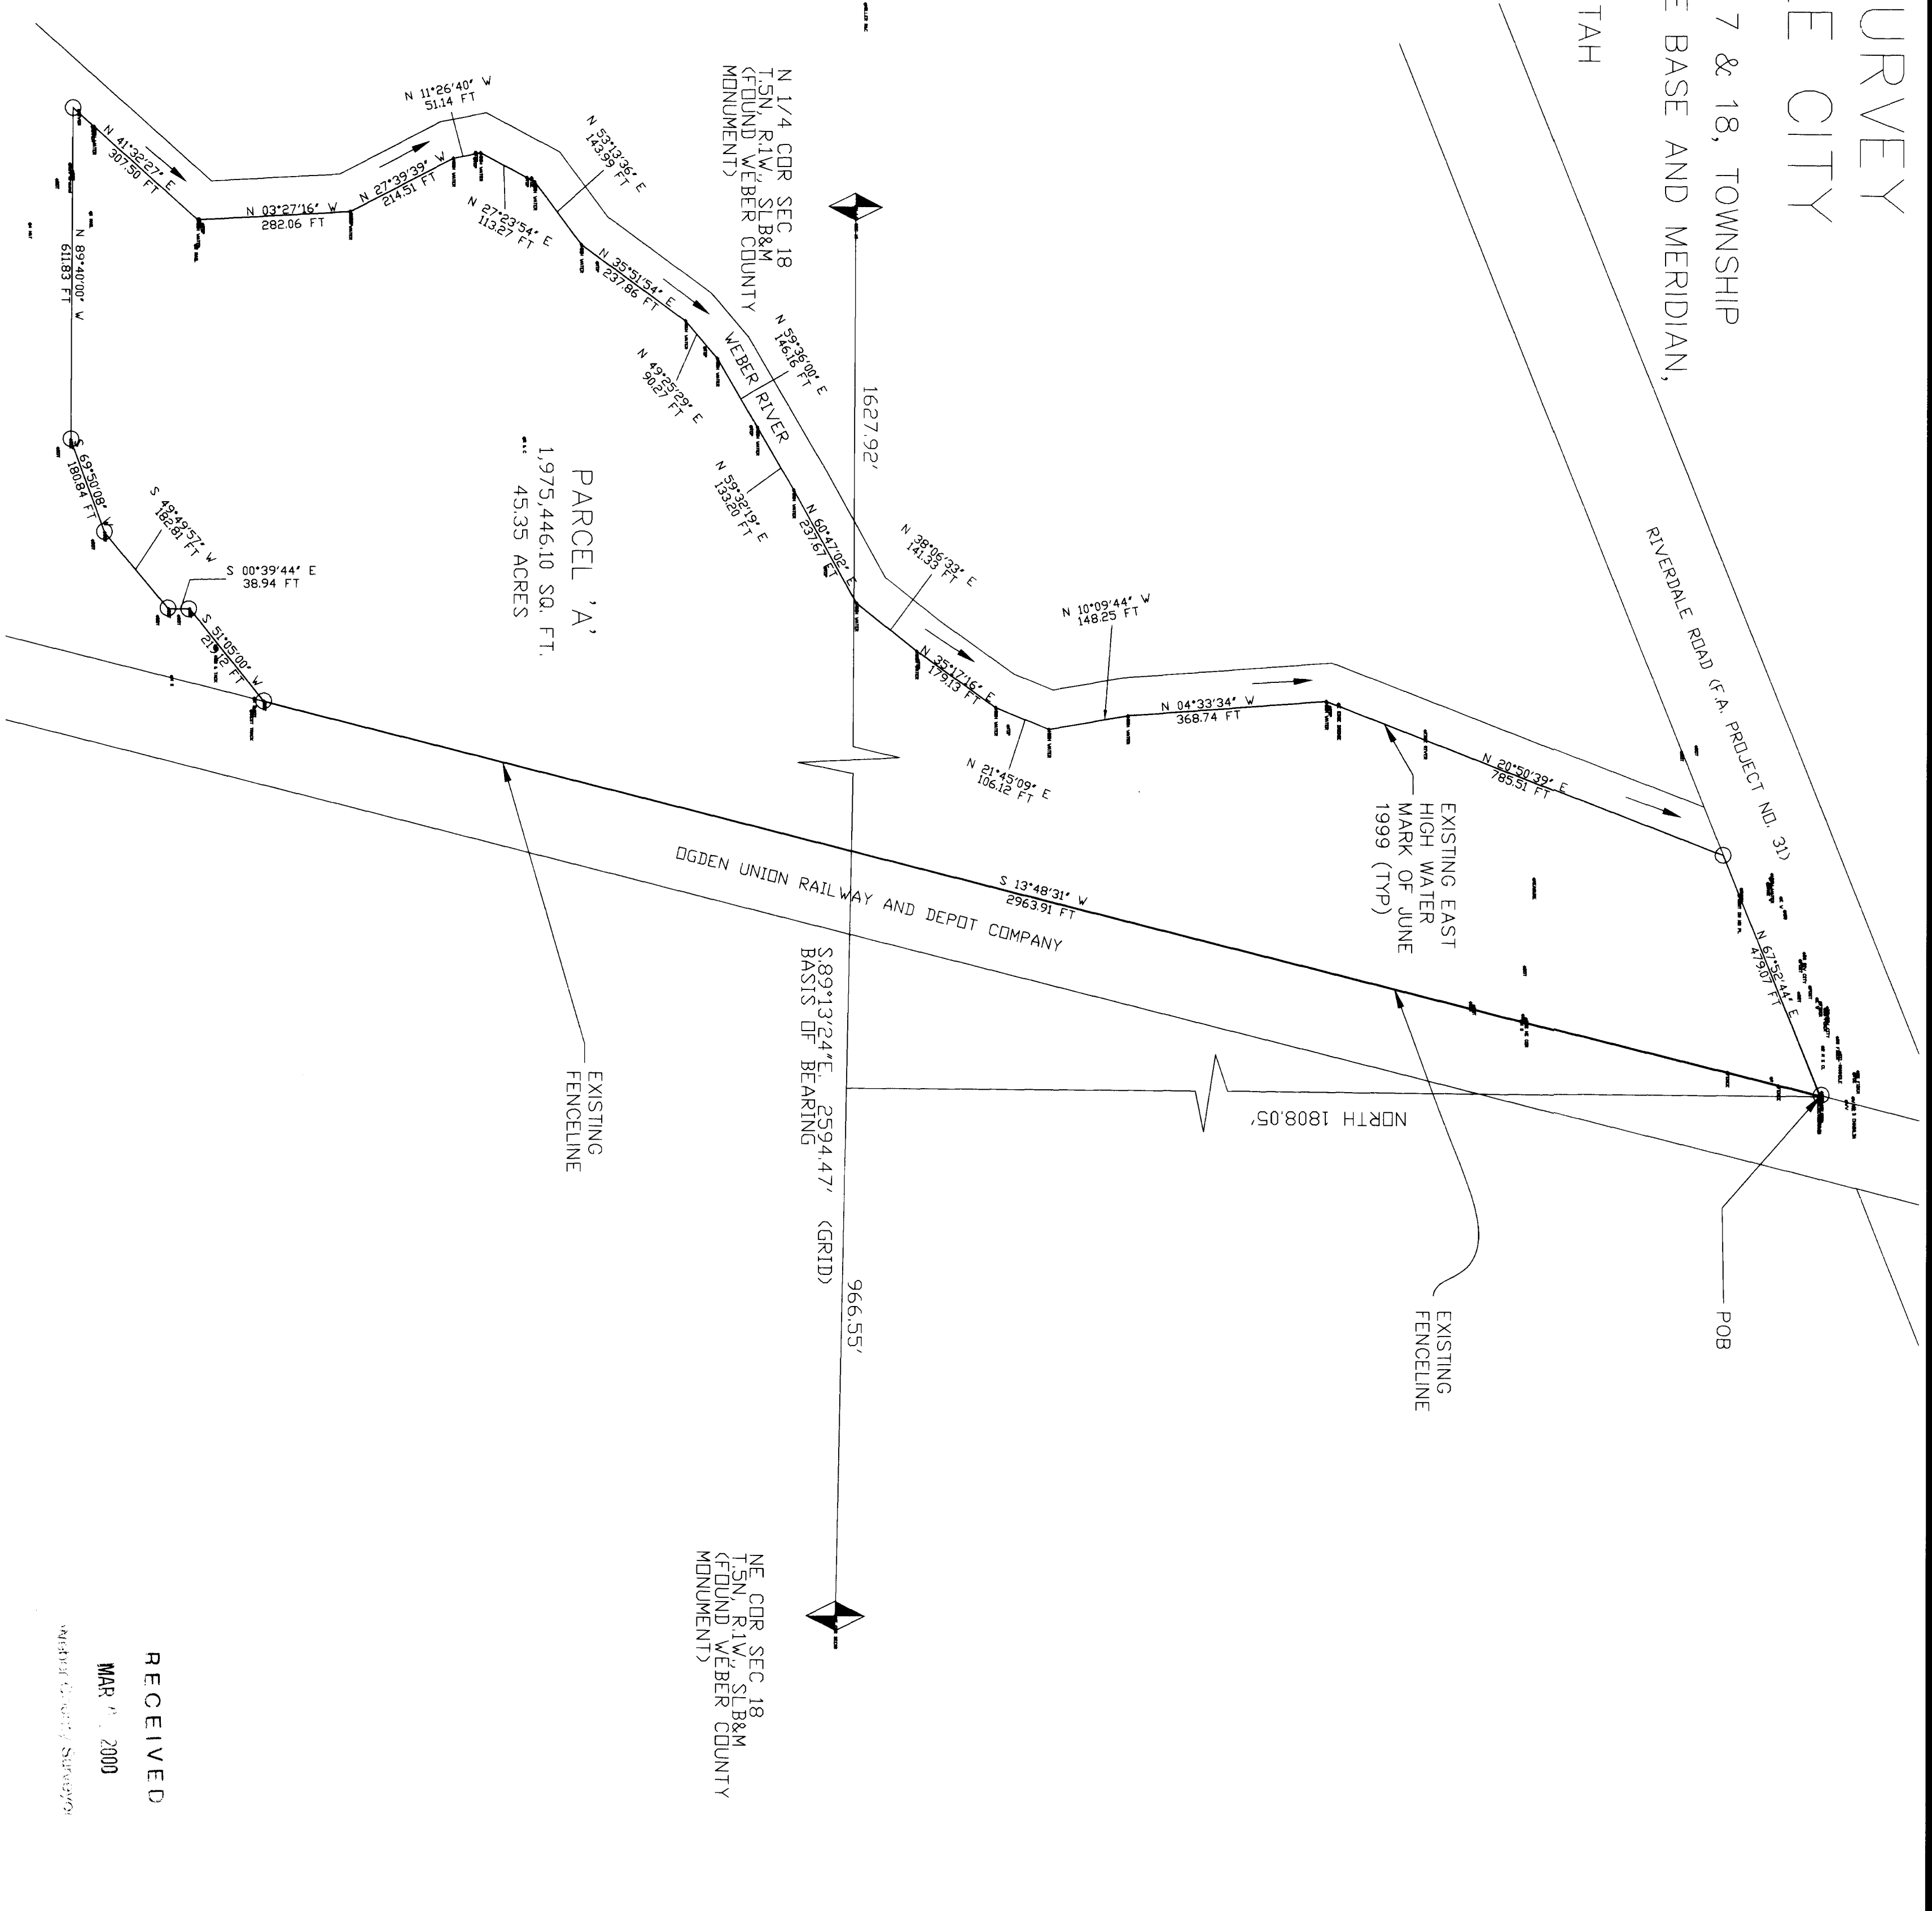 URVEY
E CITY
7 & 18, TOWNSHIP
E BASE AND MERIDIAN,
TAH
RIVERDALE ROAD (F.A. PROJECT NO. 31)
N 67°52'44" E
479.07 FT
POB
N 20°50'39" E
785.51 FT
EXISTING EAST
HIGH WATER
MARK OF JUNE
1999 (TYP)
EXISTING
FENCELINE
NORTH 1808.05'
N 04°33'34" W
368.74 FT
N 10°09'44" W
148.25 FT
N 21°45'09" E
106.12 FT
N 35°17'16" E
179.13 FT
N 38°06'33" E
141.33 FT
S 13°48'31" W
2963.91 FT
OGDEN UNION RAILWAY AND DEPOT COMPANY
1627.92'
966.55'
S.89°13'24"E. 2594.47' (GRID)
BASIS OF BEARING
N 1/4 COR SEC 18
T.5N, R.1W., SLB&M
(FOUND WEBER COUNTY
MONUMENT)
NE COR SEC 18
T.5N, R.1W., SLB&M
(FOUND WEBER COUNTY
MONUMENT)
N 60°47'02" E
237.67 FT
N 59°32'19" E
133.20 FT
N 59°36'00" E
146.16 FT
WEBER RIVER
N 49°25'29" E
90.27 FT
N 35°51'54" E
237.86 FT
N 53°13'36" E
143.99 FT
N 27°23'54" E
113.27 FT
N 11°26'40" W
51.14 FT
N 27°39'39" W
214.51 FT
N 03°27'16" W
282.06 FT
N 41°32'27" E
307.50 FT
PARCEL 'A'
1,975,446.10 SQ. FT.
45.35 ACRES
EXISTING
FENCELINE
N 89°40'00" W
611.83 FT
S 69°50'08" W
180.84 FT
S 49°49'57" W
182.81 FT
S 00°39'44" E
38.94 FT
S 51°05'00" W
219.12 FT
RECEIVED
MAR 2000
Weber County Surveyor